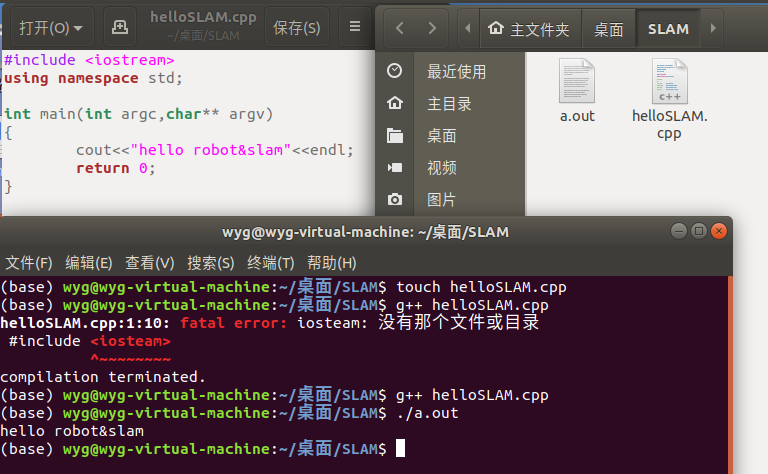 打开(O)
helloSLAM.cpp
~/桌面/SLAM
保存(S)
#include <iostream>
using namespace std;
int main(int argc,char** argv)
{
cout<<"hello robot&slam"<<endl;
return 0;
}
主文件夹
桌面
SLAM
最近使用
主目录
桌面
视频
图片
a.out
C++
helloSLAM.
cpp
wyg@wyg-virtual-machine: ~/桌面/SLAM
文件(F) 编辑(E) 查看(V) 搜索(S) 终端(T) 帮助(H)
(base) wyg@wyg-virtual-machine:~/桌面/SLAM$ touch helloSLAM.cpp
(base) wyg@wyg-virtual-machine:~/桌面/SLAM$ g++ helloSLAM.cpp
helloSLAM.cpp:1:10: fatal error: iosteam: 没有那个文件或目录
#include <iosteam>
^~~~~~~~~
compilation terminated.
(base) wyg@wyg-virtual-machine:~/桌面/SLAM$ g++ helloSLAM.cpp
(base) wyg@wyg-virtual-machine:~/桌面/SLAM$ ./a.out
hello robot&slam
(base) wyg@wyg-virtual-machine:~/桌面/SLAM$